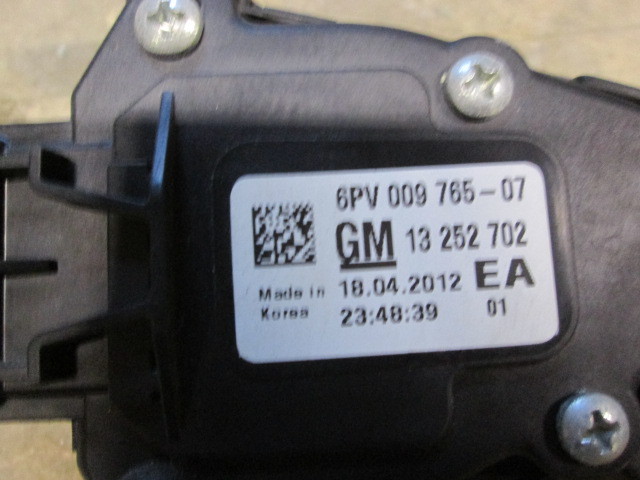 6PV 009 765-07
GM 13 252 702
Made in 18.04.2012 EA
Korea 23:48:39 01